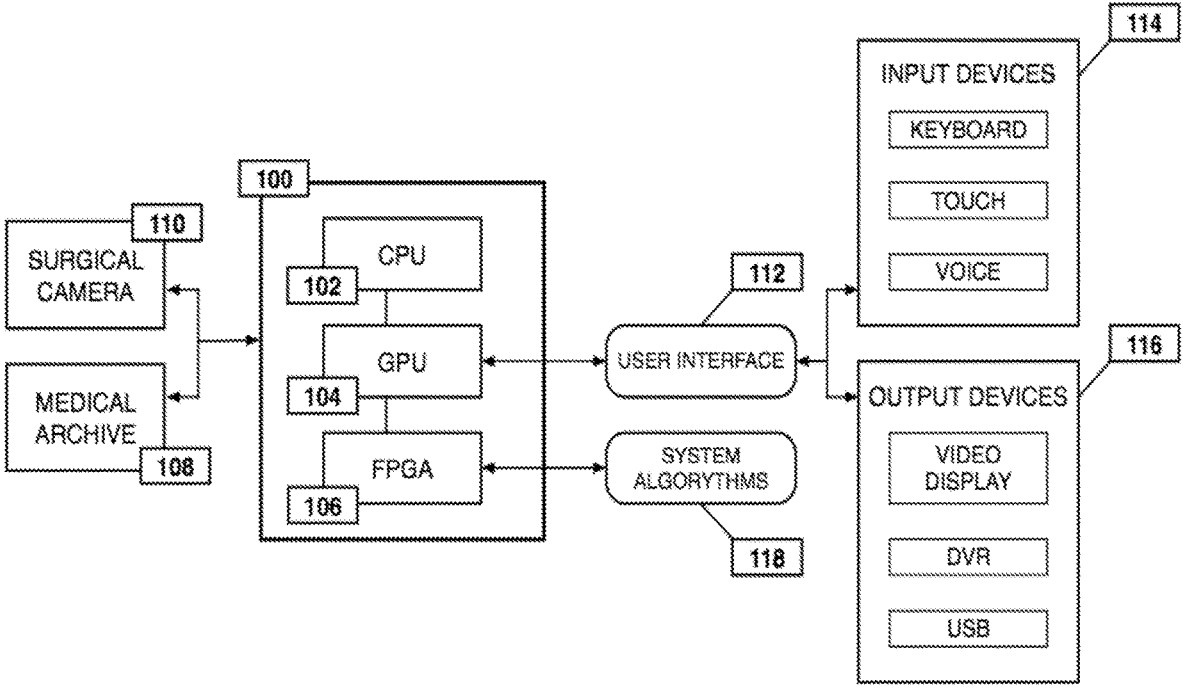 114
INPUT DEVICES
KEYBOARD
TOUCH
VOICE
100
110
SURGICAL
CAMERA
CPU
102
GPU
104
FPGA
106
MEDICAL
ARCHIVE
108
112
USER INTERFACE
SYSTEM
ALGORYTHMS
118
116
OUTPUT DEVICES
VIDEO
DISPLAY
DVR
USB